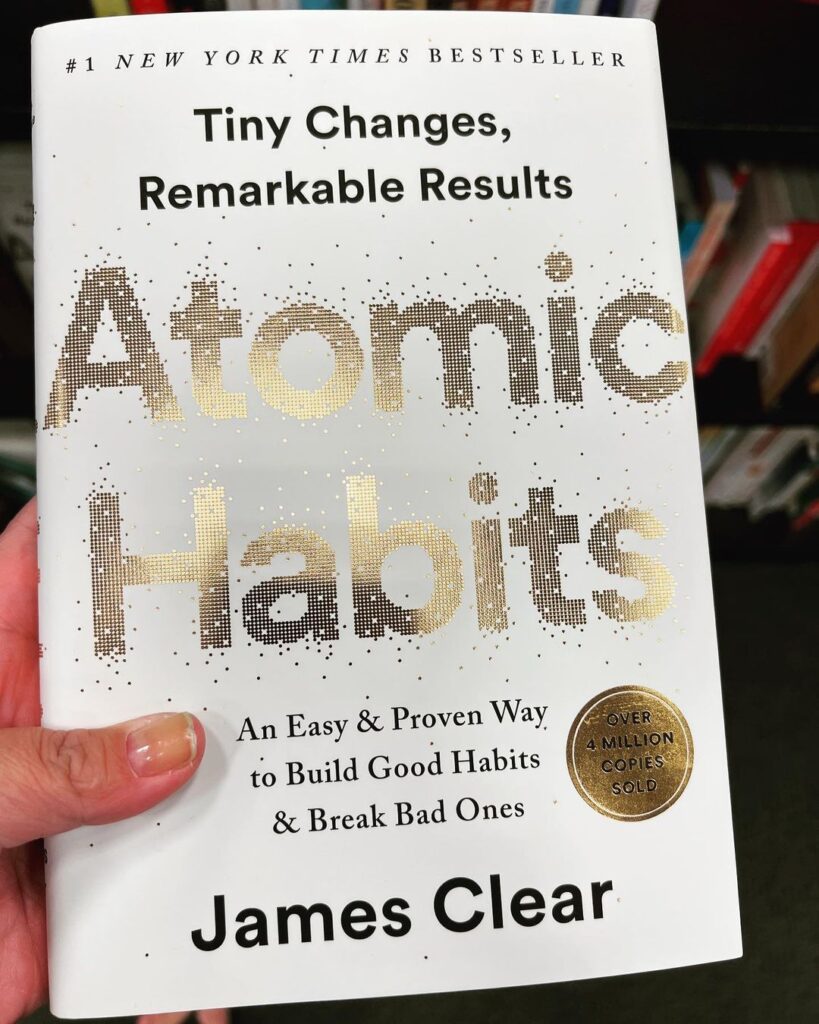 #1 NEW YORK TIMES BESTSELLER
Tiny Changes,
Remarkable Results
Atomic
Habits
An Easy & Proven Way
to Build Good Habits
& Break Bad Ones
OVER
4 MILLION
COPIES
SOLD
James Clear